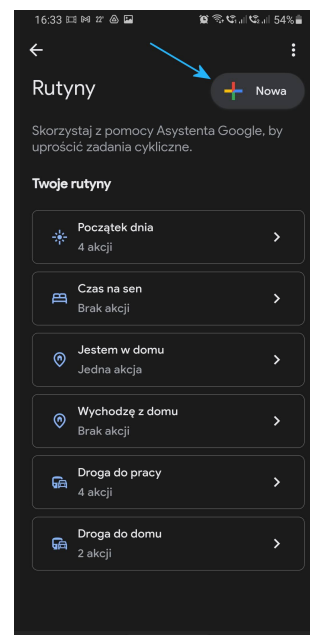 16:33 54%
Rutyny
Nowa
Skorzystaj z pomocy Asystenta Google, by
uprościć zadania cykliczne.
Twoje rutyny
Początek dnia
4 akcji
Czas na sen
Brak akcji
Jestem w domu
Jedna akcja
Wychodzę z domu
Brak akcji
Droga do pracy
4 akcji
Droga do domu
2 akcji